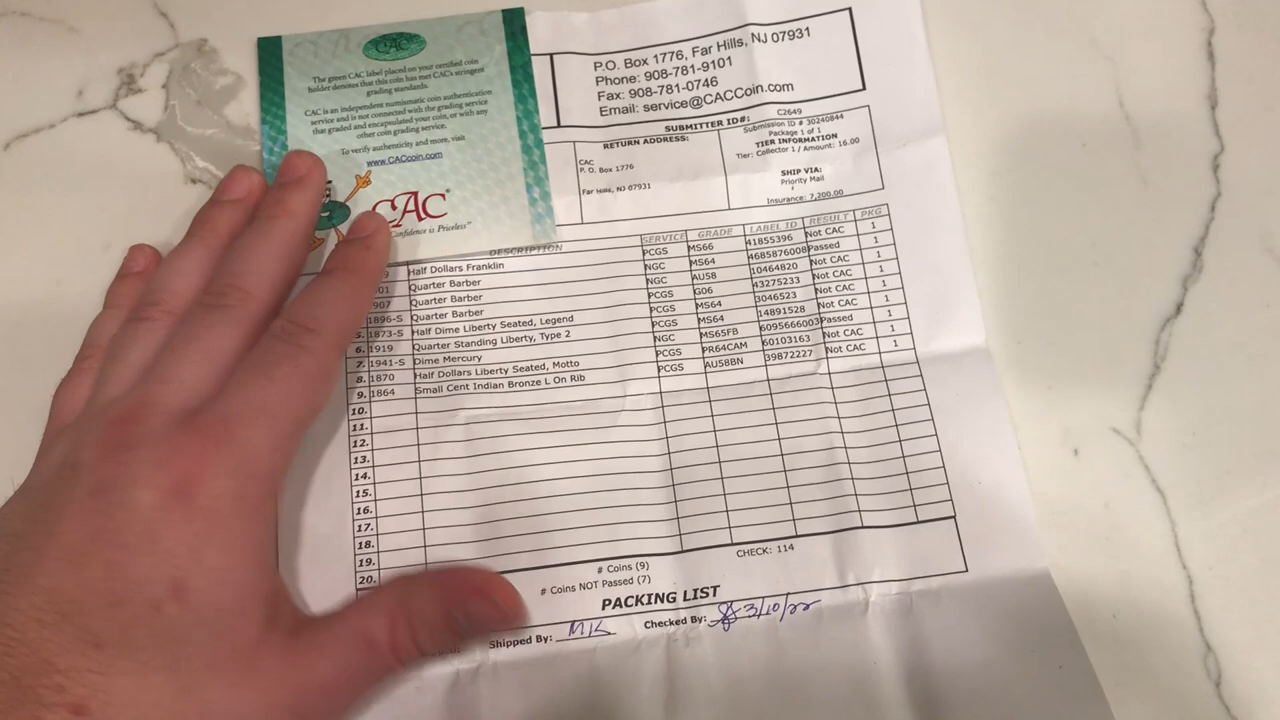 CAC
The green CAC label placed on your certified coin
holder denotes that this coin has met CAC's stringent
grading standards.
CAC is an independent numismatic coin authentication
service and is not connected with the grading service
that graded and encapsulated your coin, or with any
other coin grading service.
To verify authenticity and more, visit
www.CACcoin.com
CAC®
Confidence is Priceless"
P.O. Box 1776, Far Hills, NJ 07931
Phone: 908-781-9101
Fax: 908-781-0746
Email: service@CACCoin.com
SUBMITTER ID#: C2649
RETURN ADDRESS:
CAC
P. O. Box 1776
Far Hills, NJ 07931
Submission ID # 30240844
Package 1 of 1
TIER INFORMATION
Tier: Collector 1 / Amount: 16.00
SHIP VIA:
Priority Mail
Insurance: 7,200.00
DESCRIPTION SERVICE GRADE LABEL ID RESULT PKG
9 Half Dollars Franklin PCGS MS66 41855396 Not CAC 1
01 Quarter Barber NGC MS64 4685876008 Passed 1
907 Quarter Barber NGC AU58 10464820 Not CAC 1
1896-S Quarter Barber PCGS G06 43275233 Not CAC 1
5. 1873-S Half Dime Liberty Seated, Legend PCGS MS64 3046523 Not CAC 1
6. 1919 Quarter Standing Liberty, Type 2 PCGS MS64 14891528 Not CAC 1
7. 1941-S Dime Mercury NGC MS65FB 6095666003 Passed 1
8. 1870 Half Dollars Liberty Seated, Motto PCGS PR64CAM 60103163 Not CAC 1
9. 1864 Small Cent Indian Bronze L On Rib PCGS AU58BN 39872227 Not CAC 1
10.
11.
12.
13.
14.
15.
16.
17.
18.
19.
20.
# Coins (9)
CHECK: 114
# Coins NOT Passed (7)
PACKING LIST
Shipped By: MK Checked By: 3/10/22